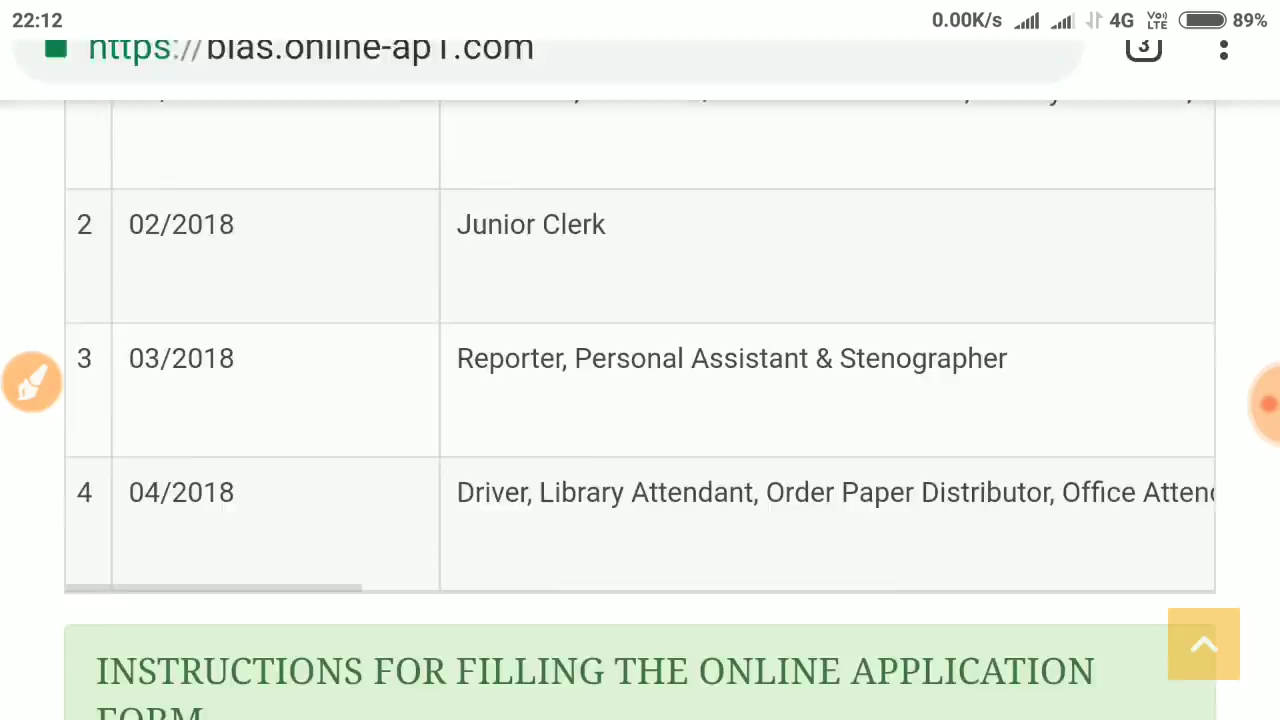 22:12 0.00K/s 4G VoLTE 89%
https://blas.online-ap1.com 3
2 02/2018 Junior Clerk
3 03/2018 Reporter, Personal Assistant & Stenographer
4 04/2018 Driver, Library Attendant, Order Paper Distributor, Office Attend
INSTRUCTIONS FOR FILLING THE ONLINE APPLICATION
FORM